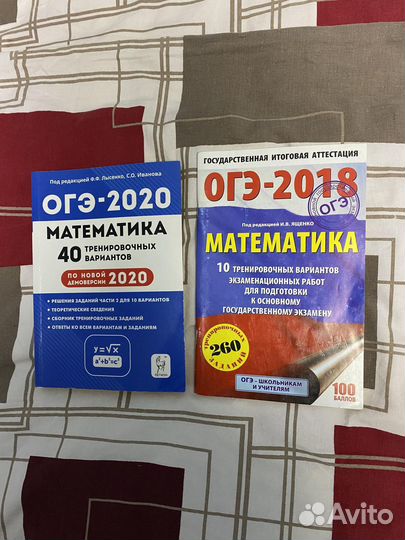 Под редакцией Ф.Ф. Лысенко, С.О. Иванова
ОГЭ-2020
МАТЕМАТИКА
40 ТРЕНИРОВОЧНЫХ
ВАРИАНТОВ
ПО НОВОЙ
ДЕМОВЕРСИИ 2020
РЕШЕНИЯ ЗАДАНИЙ ЧАСТИ 2 ДЛЯ 10 ВАРИАНТОВ
ТЕОРЕТИЧЕСКИЕ СВЕДЕНИЯ
СБОРНИК ТРЕНИРОВОЧНЫХ ЗАДАНИЙ
ОТВЕТЫ КО ВСЕМ ВАРИАНТАМ И ЗАДАНИЯМ
y=√x
a²+b²=c²
ЛЕГИОН
ГОСУДАРСТВЕННАЯ ИТОГОВАЯ АТТЕСТАЦИЯ
ОГЭ-2018
ОГЭ
Под редакцией И.В. ЯЩЕНКО
МАТЕМАТИКА
10 ТРЕНИРОВОЧНЫХ ВАРИАНТОВ
ЭКЗАМЕНАЦИОННЫХ РАБОТ
ДЛЯ ПОДГОТОВКИ
К ОСНОВНОМУ
ГОСУДАРСТВЕННОМУ ЭКЗАМЕНУ
тренировочных
260
заданий
ОГЭ - ШКОЛЬНИКАМ
И УЧИТЕЛЯМ
100
БАЛЛОВ
Avito